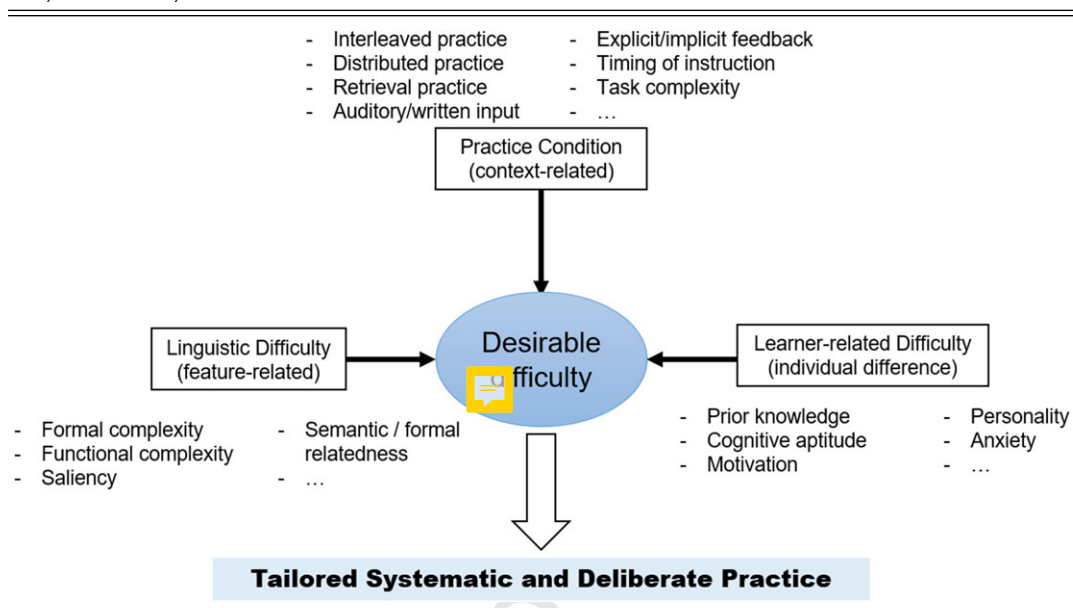 - Interleaved practice
- Distributed practice
- Retrieval practice
- Auditory/written input
- Explicit/implicit feedback
- Timing of instruction
- Task complexity
- …
Practice Condition
(context-related)
Linguistic Difficulty
(feature-related)
Desirable
Learner-related Difficulty
(individual difference)
- Formal complexity
- Functional complexity
- Saliency
- Semantic / formal
relatedness
- …
- Prior knowledge
- Cognitive aptitude
- Motivation
- Personality
- Anxiety
- …
Tailored Systematic and Deliberate Practice